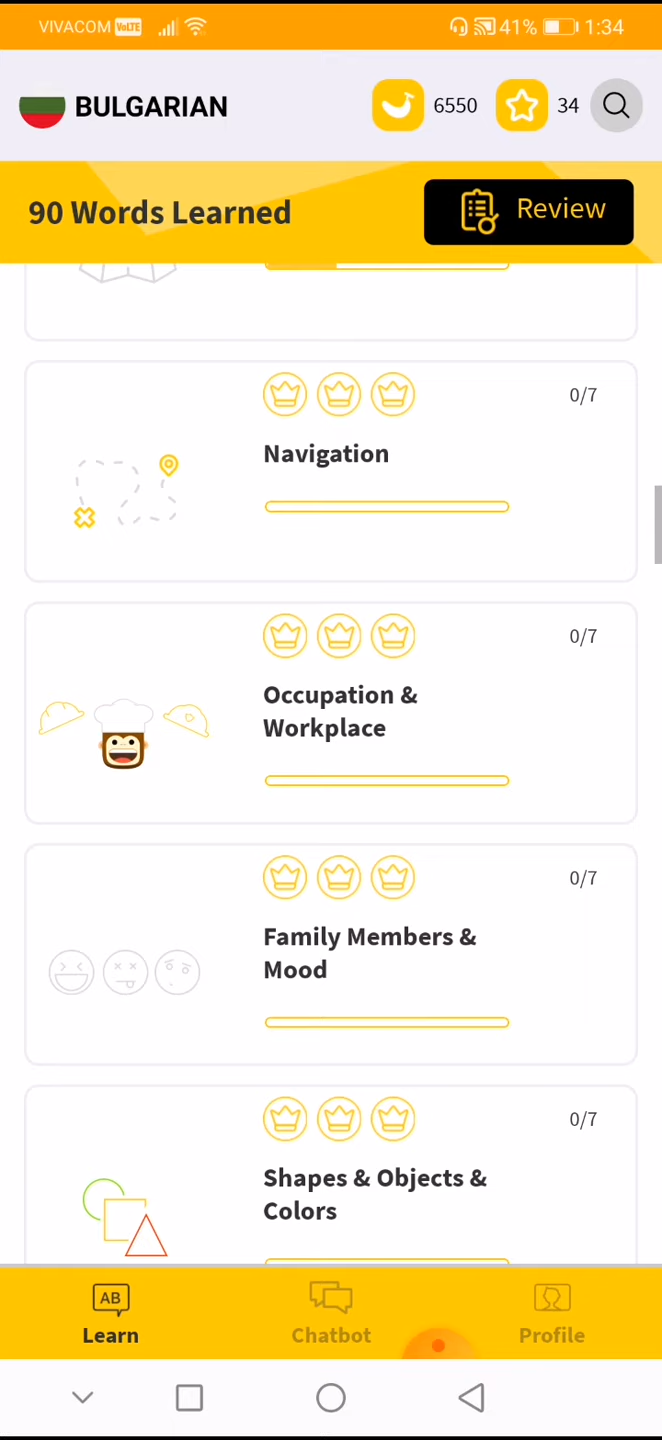 VIVACOM VoLTE 41% 1:34
BULGARIAN 6550 34
90 Words Learned Review
0/7
Navigation
0/7
Occupation &
Workplace
0/7
Family Members &
Mood
0/7
Shapes & Objects &
Colors
AB
Learn Chatbot Profile